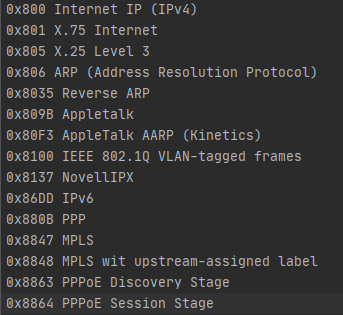 0x800 Internet IP (IPv4)
0x801 X.75 Internet
0x805 X.25 Level 3
0x806 ARP (Address Resolution Protocol)
0x8035 Reverse ARP
0x809B Appletalk
0x80F3 AppleTalk AARP (Kinetics)
0x8100 IEEE 802.1Q VLAN-tagged frames
0x8137 NovellIPX
0x86DD IPv6
0x880B PPP
0x8847 MPLS
0x8848 MPLS wit upstream-assigned label
0x8863 PPPoE Discovery Stage
0x8864 PPPoE Session Stage